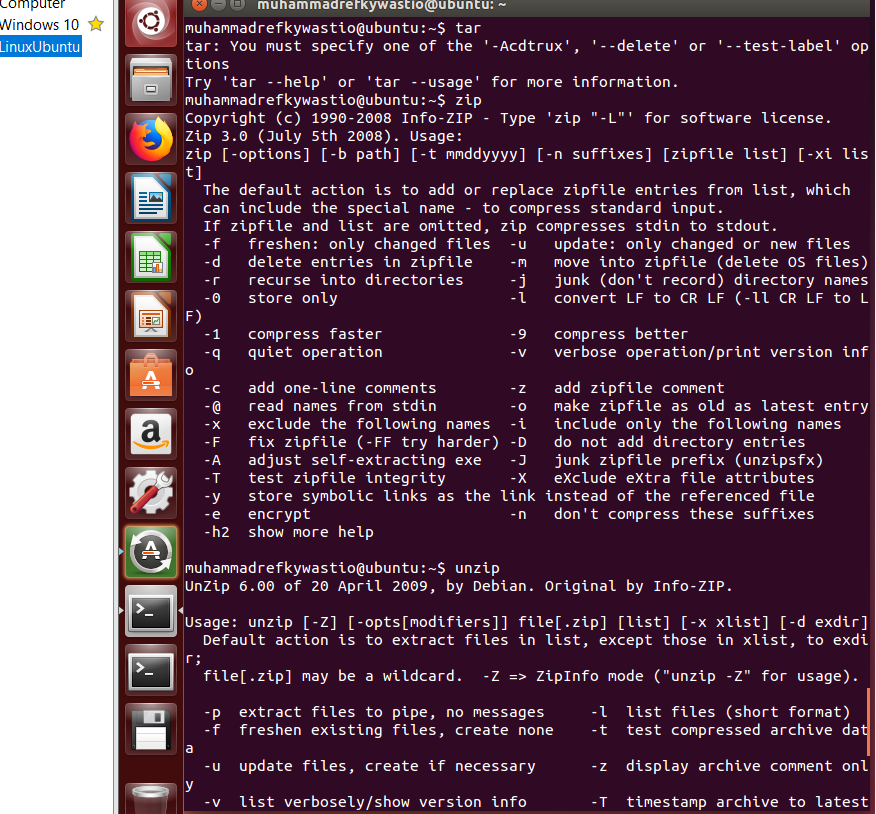 Computer
Windows 10
LinuxUbuntu
muhammadrefkywastio@ubuntu: ~
muhammadrefkywastio@ubuntu:~$ tar
tar: You must specify one of the '-Acdtrux', '--delete' or '--test-label' op
tions
Try 'tar --help' or 'tar --usage' for more information.
muhammadrefkywastio@ubuntu:~$ zip
Copyright (c) 1990-2008 Info-ZIP - Type 'zip "-L"' for software license.
Zip 3.0 (July 5th 2008). Usage:
zip [-options] [-b path] [-t mmddyyyy] [-n suffixes] [zipfile list] [-xi lis
t]
  The default action is to add or replace zipfile entries from list, which
  can include the special name - to compress standard input.
  If zipfile and list are omitted, zip compresses stdin to stdout.
  -f   freshen: only changed files  -u   update: only changed or new files
  -d   delete entries in zipfile    -m   move into zipfile (delete OS files)
  -r   recurse into directories     -j   junk (don't record) directory names
  -0   store only                   -l   convert LF to CR LF (-ll CR LF to L
F)
  -1   compress faster              -9   compress better
  -q   quiet operation              -v   verbose operation/print version inf
o
  -c   add one-line comments        -z   add zipfile comment
  -@   read names from stdin        -o   make zipfile as old as latest entry
  -x   exclude the following names  -i   include only the following names
  -F   fix zipfile (-FF try harder) -D   do not add directory entries
  -A   adjust self-extracting exe   -J   junk zipfile prefix (unzipsfx)
  -T   test zipfile integrity       -X   eXclude eXtra file attributes
  -y   store symbolic links as the link instead of the referenced file
  -e   encrypt                      -n   don't compress these suffixes
  -h2  show more help
muhammadrefkywastio@ubuntu:~$ unzip
UnZip 6.00 of 20 April 2009, by Debian. Original by Info-ZIP.
Usage: unzip [-Z] [-opts[modifiers]] file[.zip] [list] [-x xlist] [-d exdir]
  Default action is to extract files in list, except those in xlist, to exdi
r;
  file[.zip] may be a wildcard.  -Z => ZipInfo mode ("unzip -Z" for usage).
  -p  extract files to pipe, no messages     -l  list files (short format)
  -f  freshen existing files, create none    -t  test compressed archive dat
a
  -u  update files, create if necessary      -z  display archive comment onl
y
  -v  list verbosely/show version info       -T  timestamp archive to latest